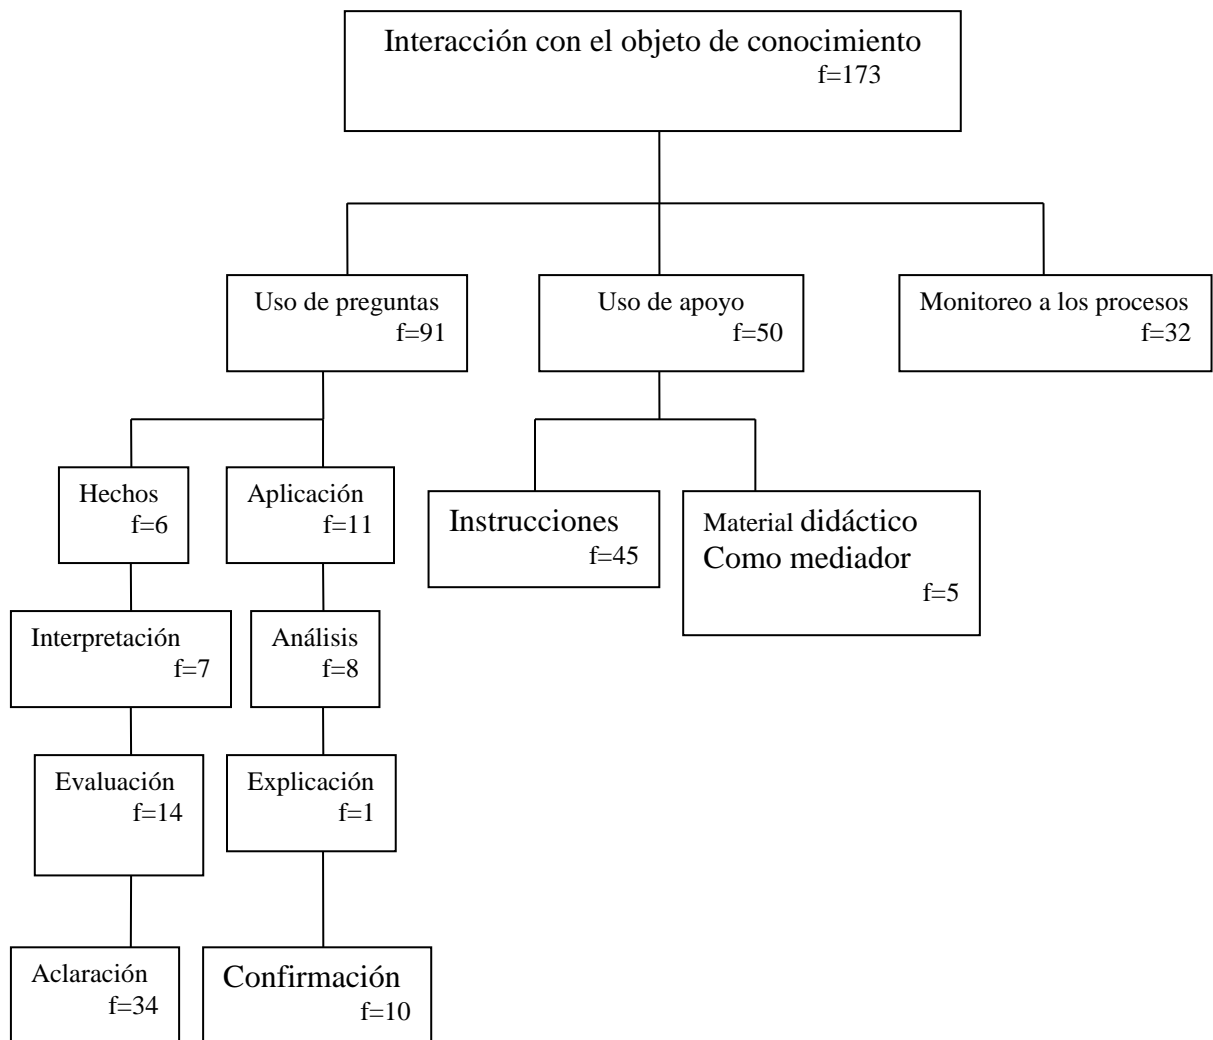 Interacción con el objeto de conocimiento
f=173
Uso de preguntas
f=91
Uso de apoyo
f=50
Monitoreo a los procesos
f=32
Hechos
f=6
Aplicación
f=11
Instrucciones
f=45
Material didáctico
Como mediador
f=5
Interpretación
f=7
Análisis
f=8
Evaluación
f=14
Explicación
f=1
Aclaración
f=34
Confirmación
f=10